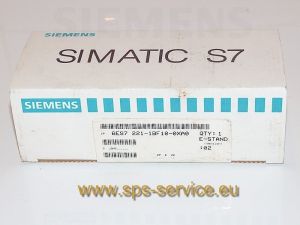 SIEMENS
SIMATIC S7
SIEMENS
6ES7 221-1BF10-0XA0
QTY: 1
E-STAND
:02
www.sps-service.eu